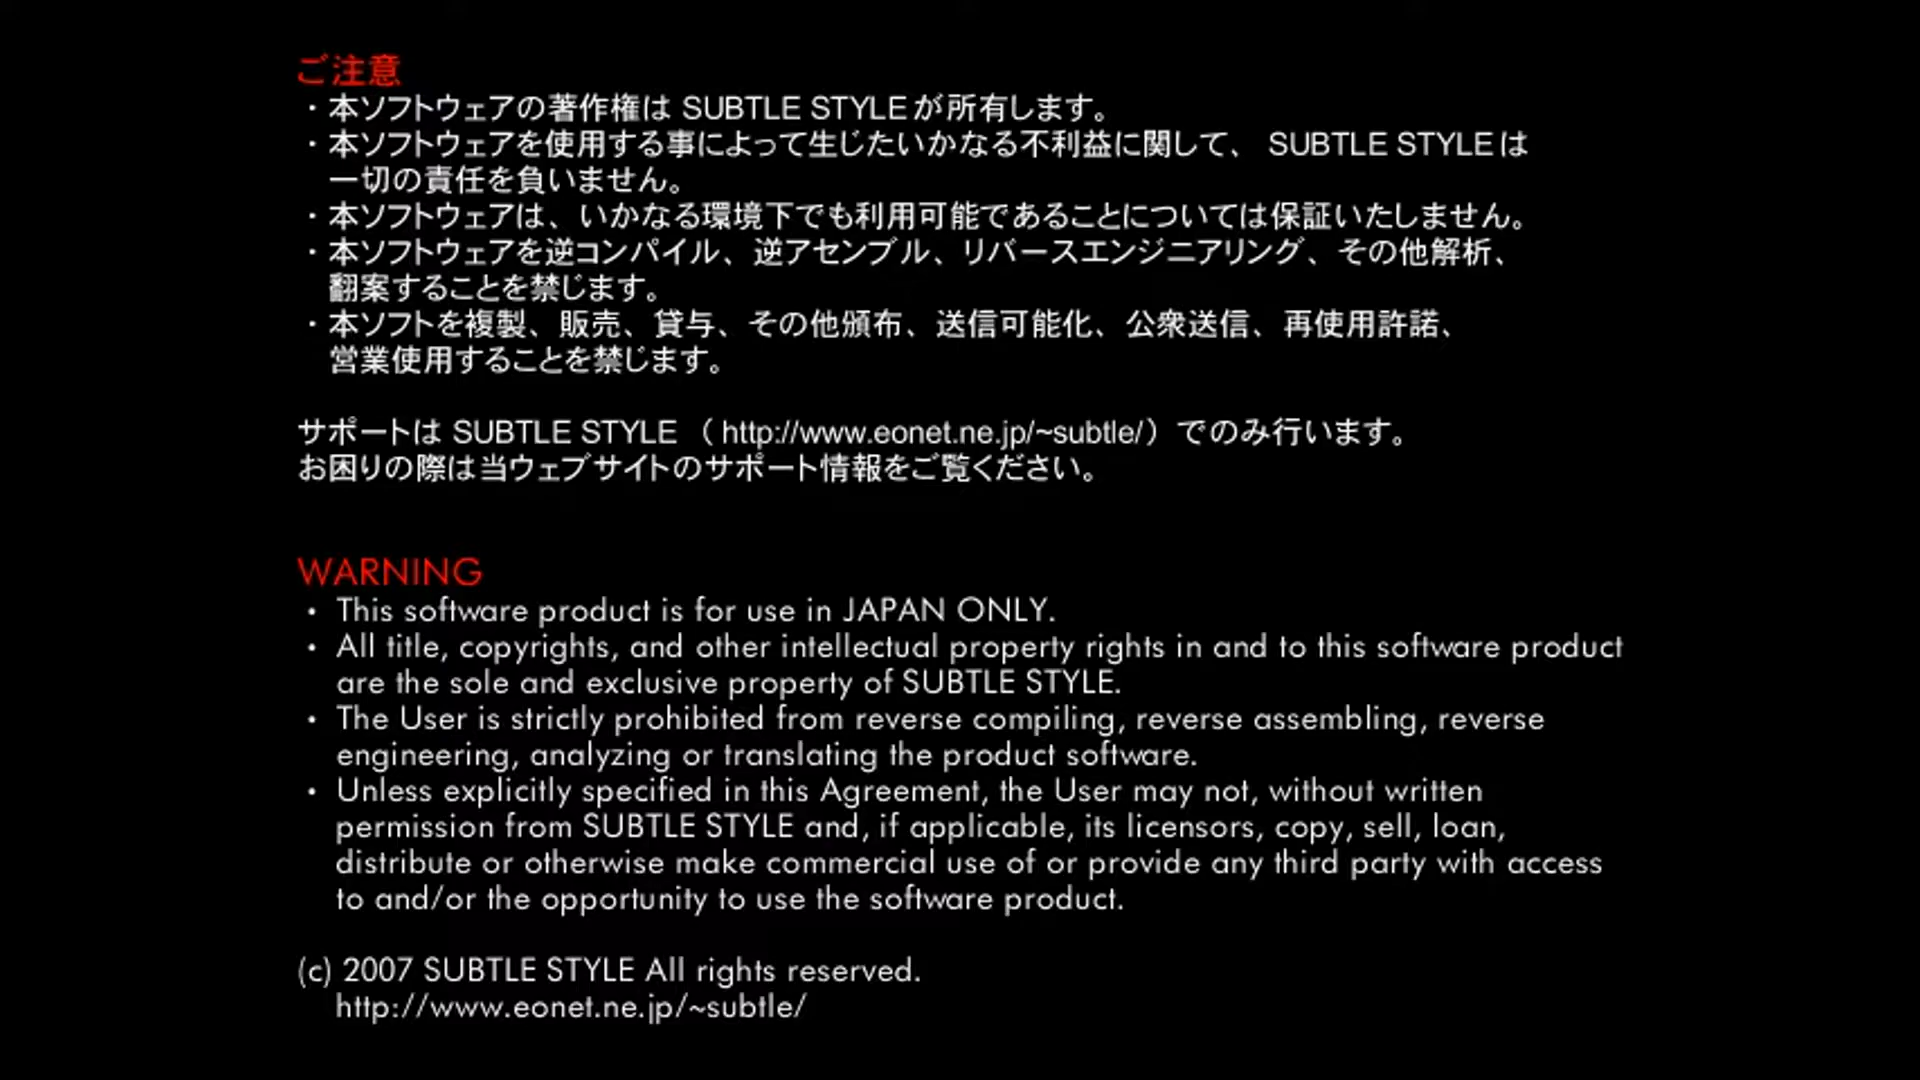 ご注意
・本ソフトウェアの著作権は SUBTLE STYLEが所有します。
・本ソフトウェアを使用する事によって生じたいかなる不利益に関して、 SUBTLE STYLEは
一切の責任を負いません。
・本ソフトウェアは、いかなる環境下でも利用可能であることについては保証いたしません。
・本ソフトウェアを逆コンパイル、逆アセンブル、リバースエンジニアリング、その他解析、
翻案することを禁じます。
・本ソフトを複製、販売、貸与、その他頒布、送信可能化、公衆送信、再使用許諾、
営業使用することを禁じます。
サポートは SUBTLE STYLE （ http://www.eonet.ne.jp/~subtle/）でのみ行います。
お困りの際は当ウェブサイトのサポート情報をご覧ください。
WARNING
・ This software product is for use in JAPAN ONLY.
・ All title, copyrights, and other intellectual property rights in and to this software product
are the sole and exclusive property of SUBTLE STYLE.
・ The User is strictly prohibited from reverse compiling, reverse assembling, reverse
engineering, analyzing or translating the product software.
・ Unless explicitly specified in this Agreement, the User may not, without written
permission from SUBTLE STYLE and, if applicable, its licensors, copy, sell, loan,
distribute or otherwise make commercial use of or provide any third party with access
to and/or the opportunity to use the software product.
(c) 2007 SUBTLE STYLE All rights reserved.
http://www.eonet.ne.jp/~subtle/